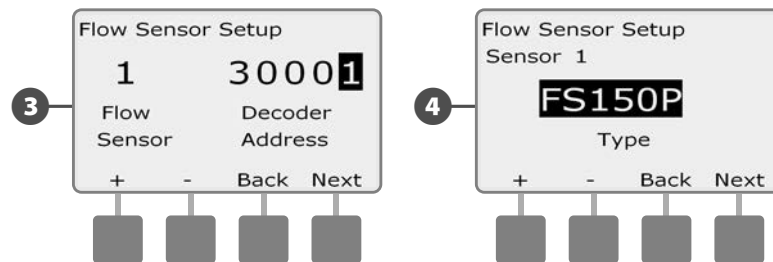 3
Flow Sensor Setup
1 30001
Flow Decoder
Sensor Address
+ - Back Next
4
Flow Sensor Setup
Sensor 1
FS150P
Type
+ - Back Next